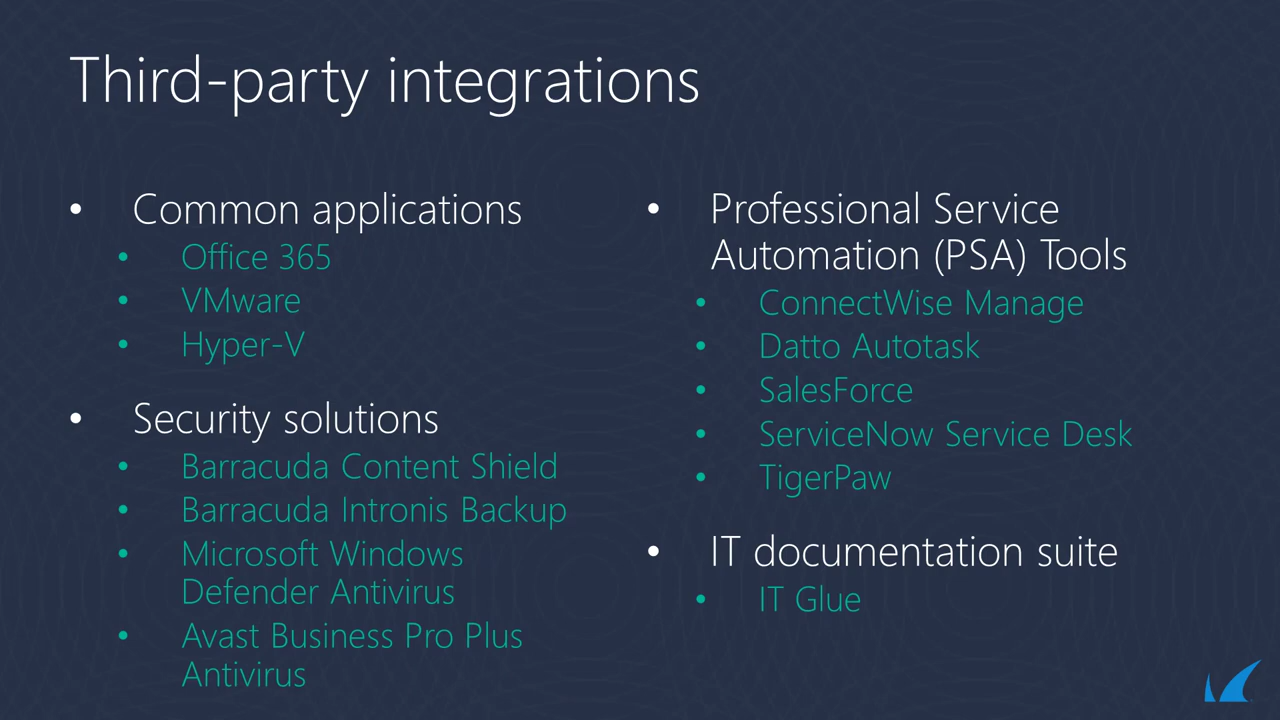 Third-party integrations
• Common applications
• Office 365
• VMware
• Hyper-V
• Security solutions
• Barracuda Content Shield
• Barracuda Intronis Backup
• Microsoft Windows
Defender Antivirus
• Avast Business Pro Plus
Antivirus
• Professional Service
Automation (PSA) Tools
• ConnectWise Manage
• Datto Autotask
• SalesForce
• ServiceNow Service Desk
• TigerPaw
• IT documentation suite
• IT Glue